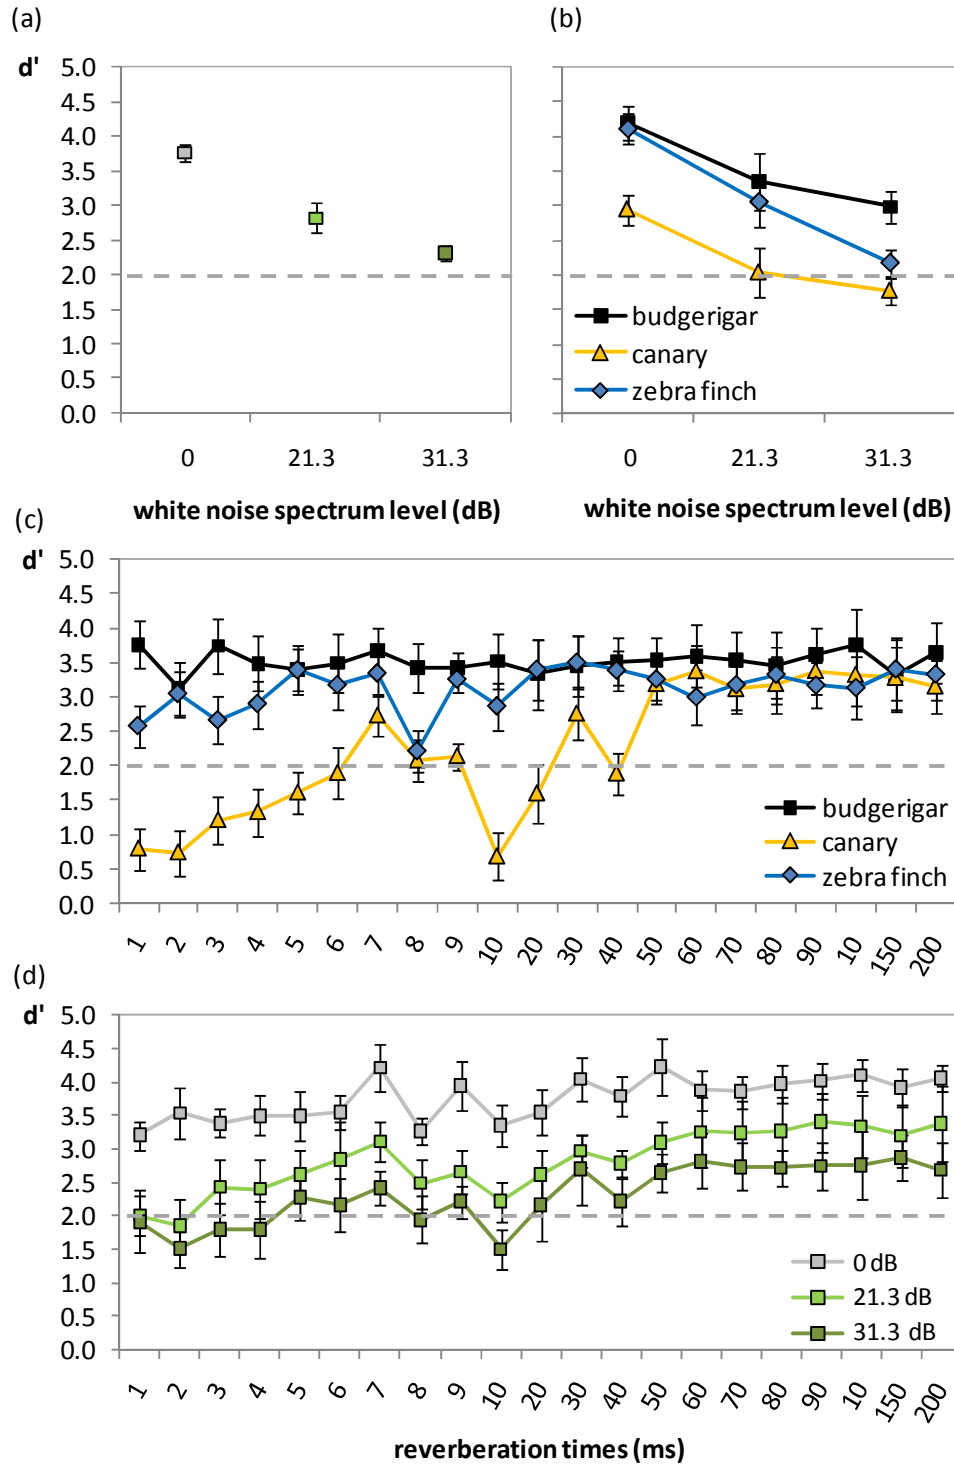 (a) (b)
d' 5.0
4.5
4.0
3.5
3.0
2.5
2.0
1.5
1.0
0.5
0.0
budgerigar
canary
zebra finch
0 21.3 31.3 0 21.3 31.3
white noise spectrum level (dB) white noise spectrum level (dB)
(c)
d' 5.0
4.5
4.0
3.5
3.0
2.5
2.0
1.5
1.0
0.5
0.0
budgerigar
canary
zebra finch
1 2 3 4 5 6 7 8 9 10 20 30 40 50 60 70 80 90 10 150 200
(d)
d' 5.0
4.5
4.0
3.5
3.0
2.5
2.0
1.5
1.0
0.5
0.0
0 dB
21.3 dB
31.3 dB
1 2 3 4 5 6 7 8 9 10 20 30 40 50 60 70 80 90 10 150 200
reverberation times (ms)